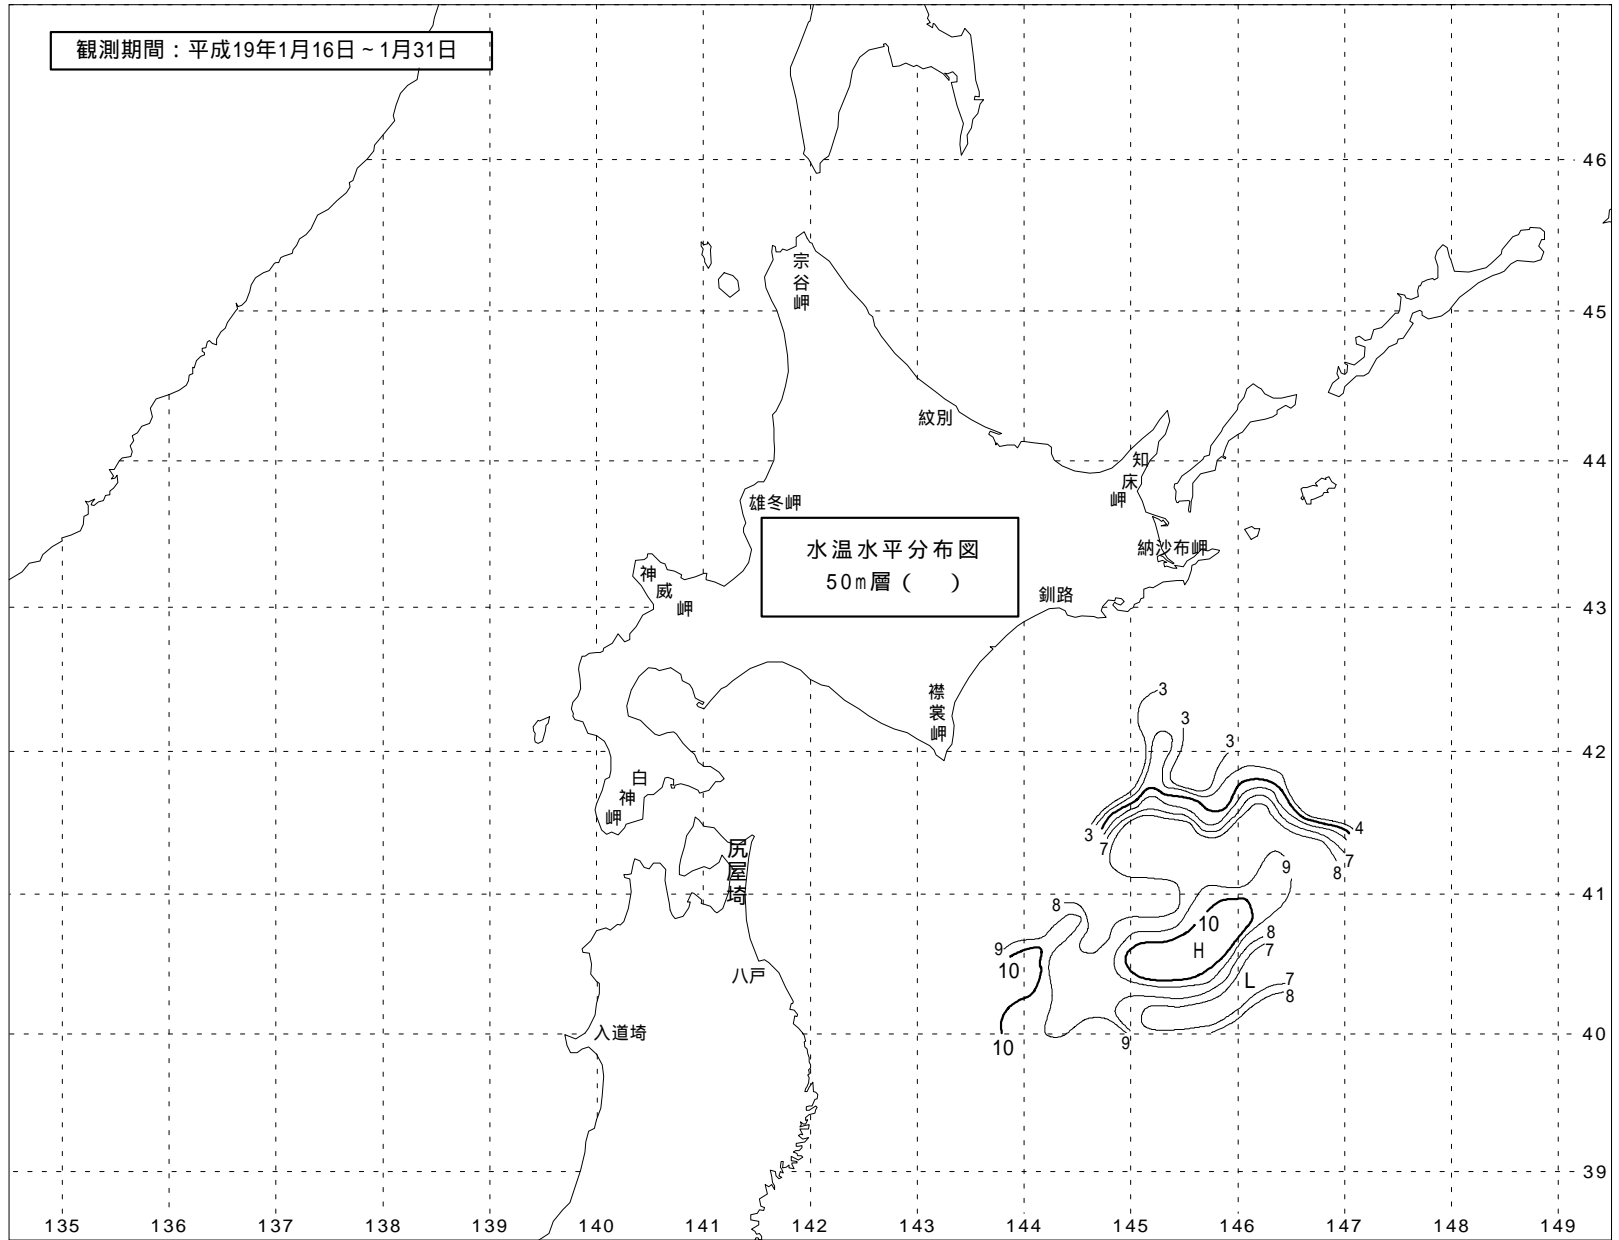 観測期間：平成19年1月16日~1月31日
46
宗谷岬
45
紋別
44
知床岬
雄冬岬
水温水平分布図
50m層（　）
納沙布岬
神威岬
釧路
43
襟裳岬
3
3
3
42
白神岬
3
7
4
7
8
尻屋埼
9
41
8
10
9
10
H
8
7
八戸
L
7
8
入道埼
10
9
40
39
135 136 137 138 139 140 141 142 143 144 145 146 147 148 149